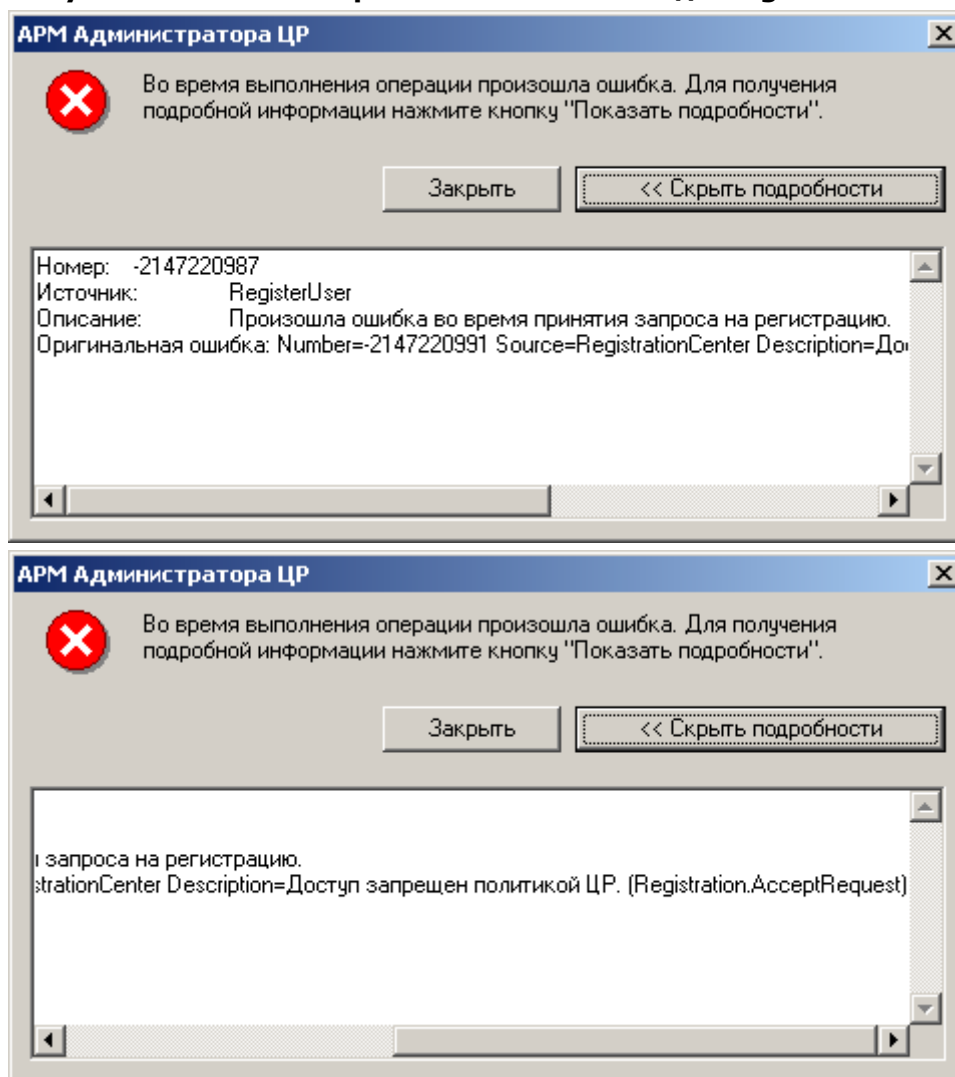 АРМ Администратора ЦР
Во время выполнения операции произошла ошибка. Для получения
подробной информации нажмите кнопку "Показать подробности".
Закрыть
<< Скрыть подробности
Номер: -2147220987
Источник: RegisterUser
Описание: Произошла ошибка во время принятия запроса на регистрацию.
Оригинальная ошибка: Number=-2147220991 Source=RegistrationCenter
АРМ Администратора ЦР
Во время выполнения операции произошла ошибка. Для получения
подробной информации нажмите кнопку "Показать подробности".
Закрыть
<< Скрыть подробности
запроса на регистрацию.
strationCenter Description=Доступ запрещен политикой ЦР. (Registration.AcceptRequest)